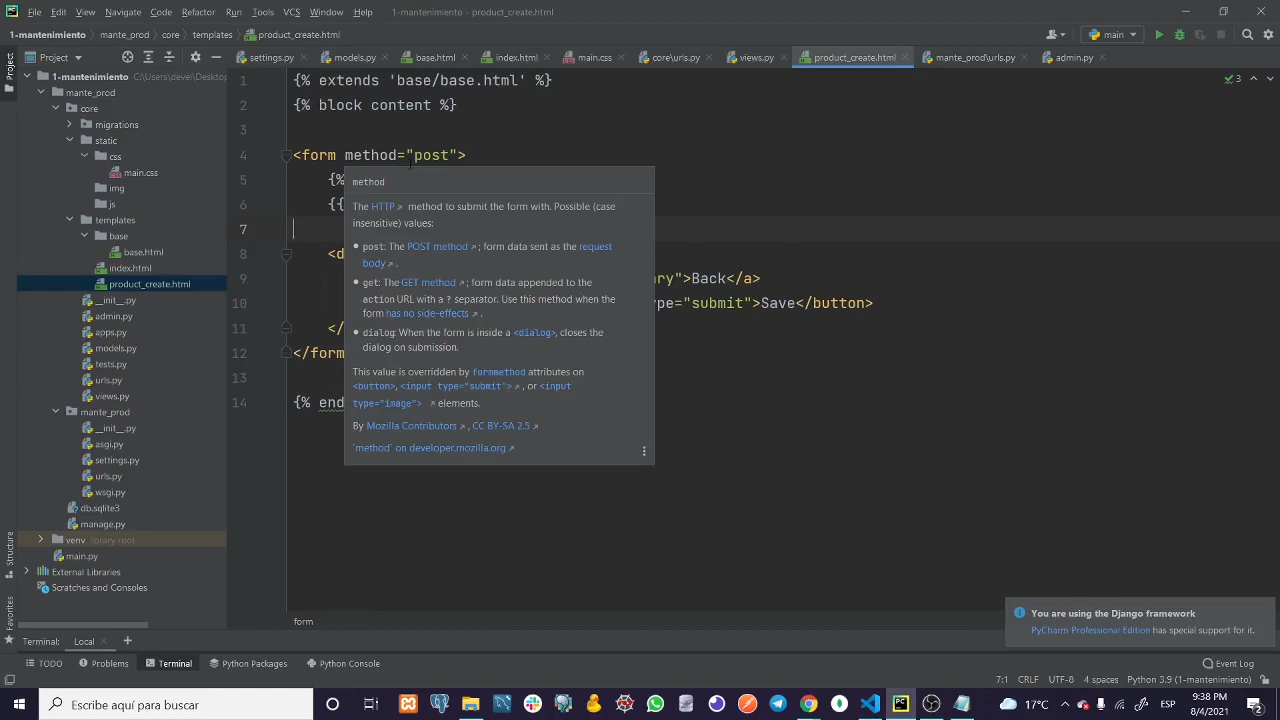 File Edit View Navigate Code Refactor Run Tools VCS Window Help 1-mantenimiento - product_create.html
1-mantenimiento mante_prod core templates product_create.html main
Project settings.py models.py base.html index.html main.css core\urls.py views.py product_create.html mante_prod\urls.py admin.py
Project
1-mantenimiento C:\Users\deve\Deskto
mante_prod
core
migrations
static
css
main.css
img
js
templates
base
base.html
index.html
product_create.html
__init__.py
admin.py
apps.py
models.py
tests.py
urls.py
views.py
mante_prod
__init__.py
asgi.py
settings.py
urls.py
wsgi.py
db.sqlite3
manage.py
venv library root
main.py
External Libraries
Scratches and Consoles
Structure
Favorites
1 {% extends 'base/base.html' %}
2 {% block content %}
3
4 <form method="post">
5 {%
6 {{
7
8 <d
ary">Back</a>
10 ype="submit">Save</button>
11 </
12 </form
13
14 {% end
3
method
The HTTP method to submit the form with. Possible (case
insensitive) values:
post: The POST method ; form data sent as the request
body .
get: The GET method ; form data appended to the
action URL with a ? separator. Use this method when the
form has no side-effects .
dialog: When the form is inside a <dialog>, closes the
dialog on submission.
This value is overridden by formmethod attributes on
<button>, <input type="submit"> , or <input
type="image"> elements.
By Mozilla Contributors , CC BY-SA 2.5
`method` on developer.mozilla.org
form
You are using the Django framework
PyCharm Professional Edition has special support for it.
Terminal: Local
TODO Problems Terminal Python Packages Python Console Event Log
7:1 CRLF UTF-8 4 spaces Python 3.9 (1-mantenimiento)
Escribe aquí para buscar 17°C ESP 9:38 PM
8/4/2021 2